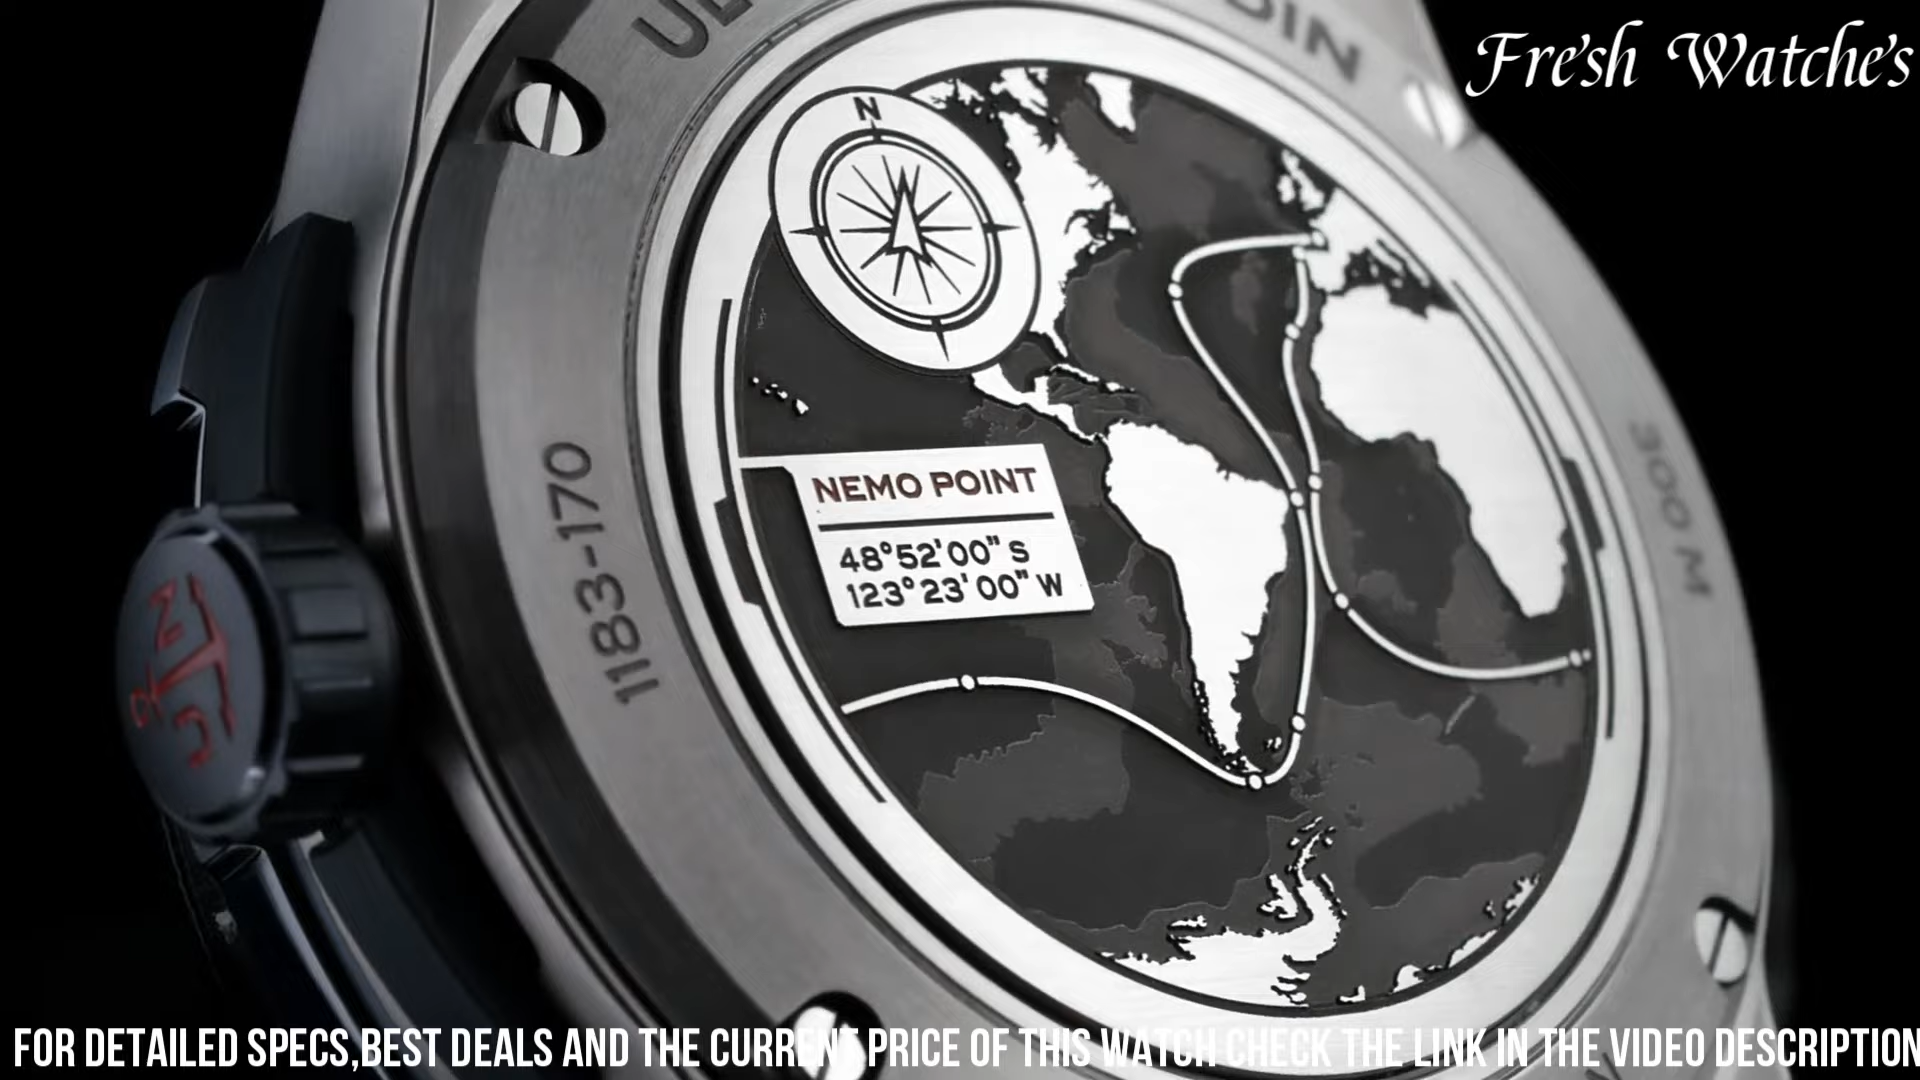 Fre'sh Watche's
N
NEMO POINT
48°52'00" S
123°23'00" W
1183-170
300 M
FOR DETAILED SPECS,BEST DEALS AND THE CURRENT PRICE OF THIS WATCH CHECK THE LINK IN THE VIDEO DESCRIPTION